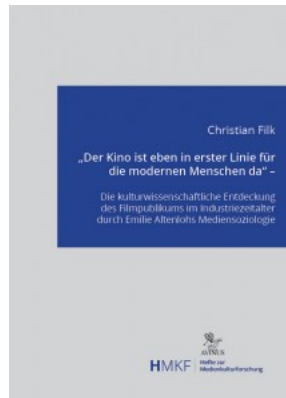 Christian Filk
„Der Kino ist eben in erster Linie für
die modernen Menschen da“ –
Die kulturwissenschaftliche Entdeckung
des Filmpublikums im Industriezeitalter
durch Emilie Altenlohs Mediensoziologie
AVINUS
HMKF
Hefte zur
Medienkulturforschung